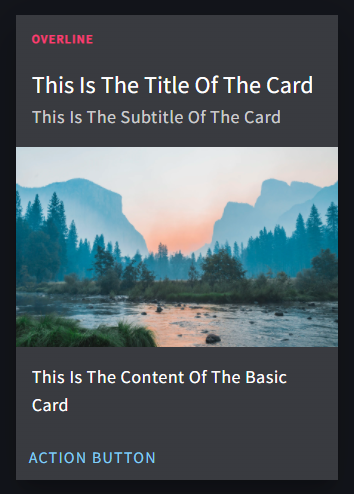 OVERLINE
This Is The Title Of The Card
This Is The Subtitle Of The Card
This Is The Content Of The Basic
Card
ACTION BUTTON